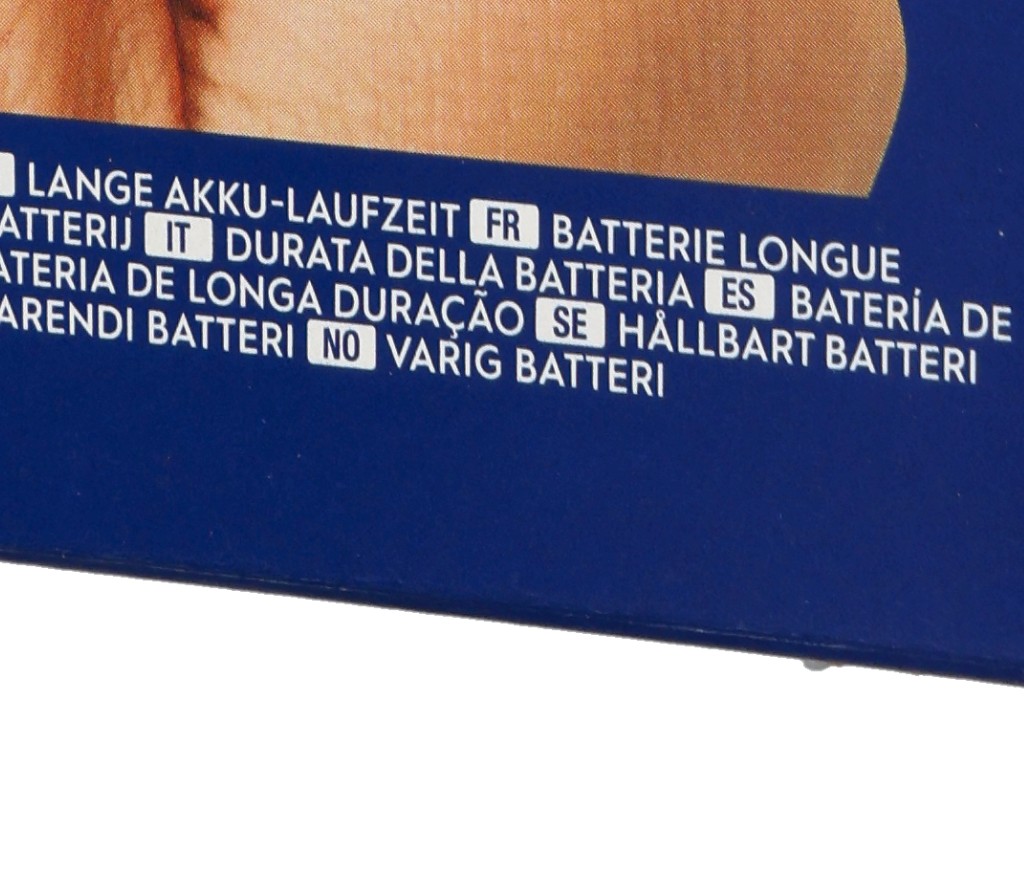 LANGE AKKU-LAUFZEIT FR BATTERIE LONGUE
ATTERIJ IT DURATA DELLA BATTERIA ES BATERÍA DE
ATERIA DE LONGA DURAÇÃO SE HÅLLBART BATTERI
ARENDI BATTERI NO VARIG BATTERI